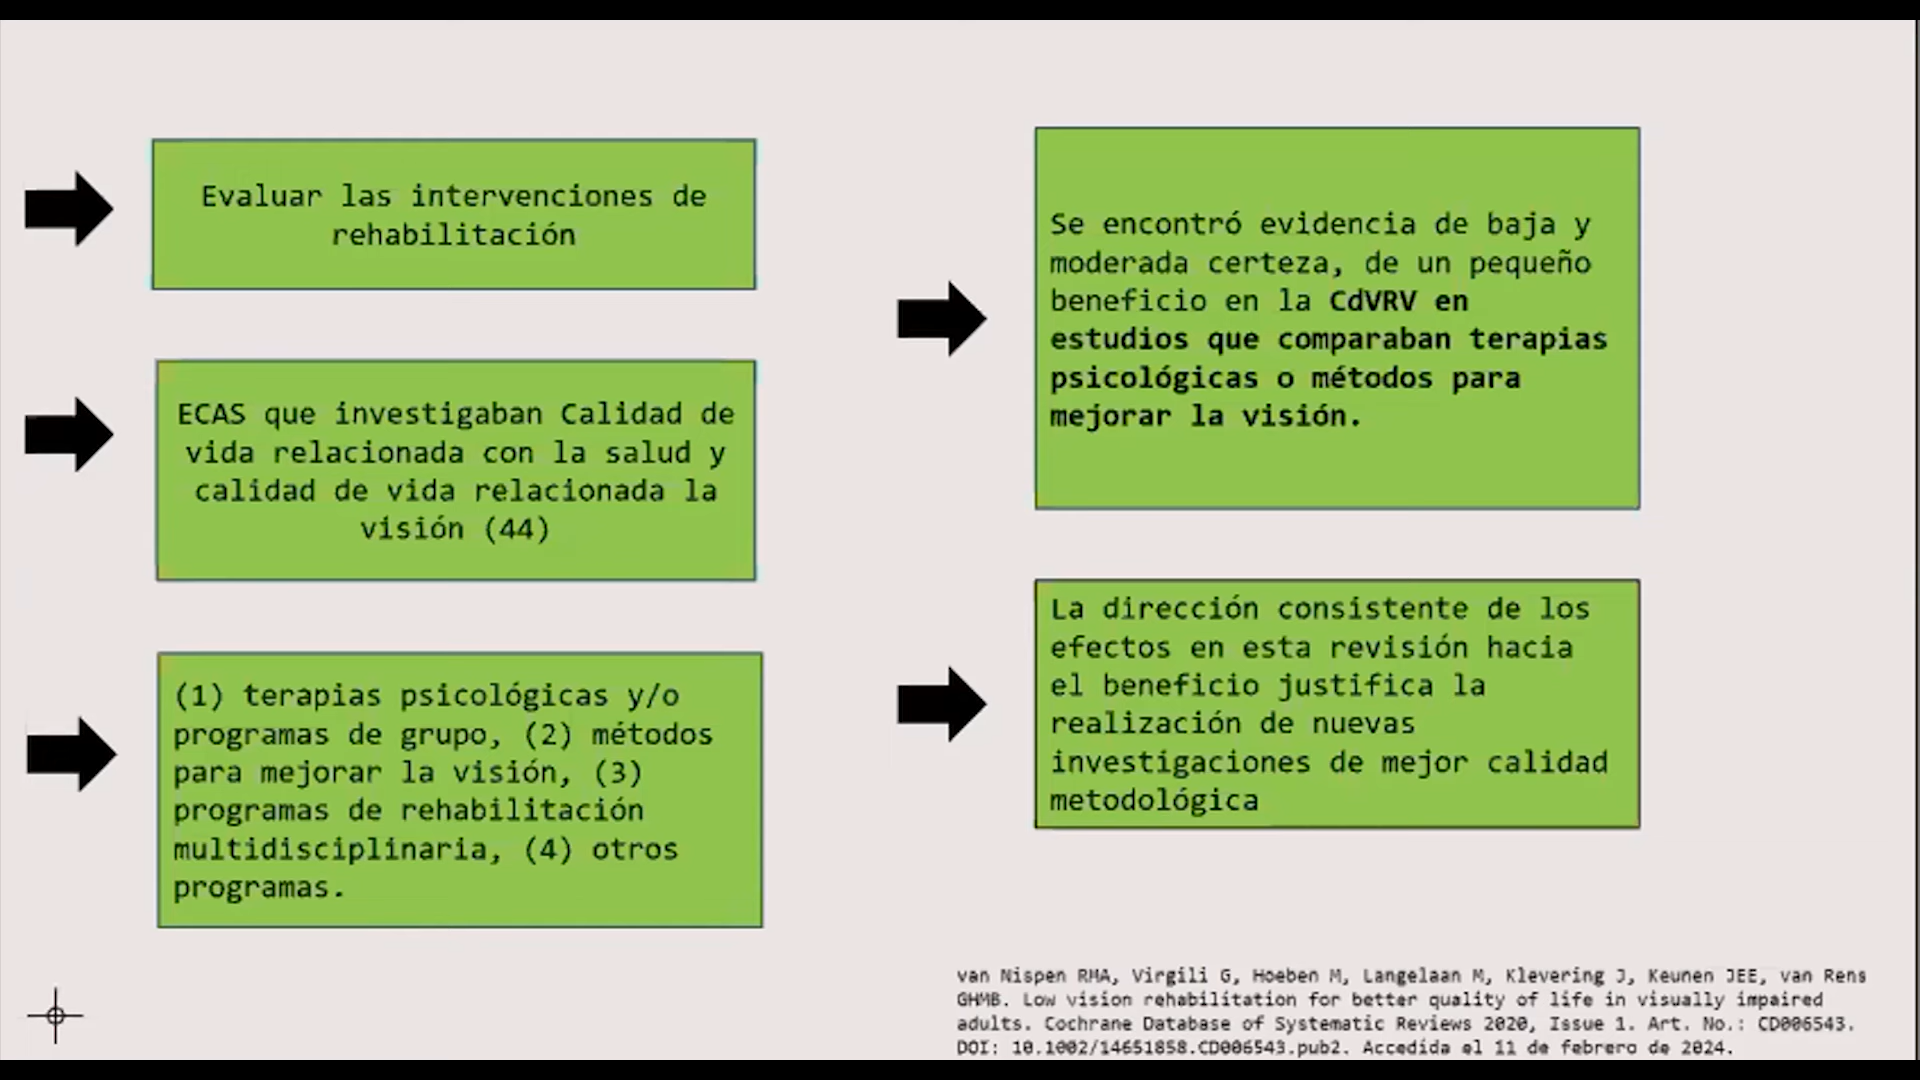 Evaluar las intervenciones de
rehabilitación
ECAS que investigaban Calidad de
vida relacionada con la salud y
calidad de vida relacionada la
visión (44)
(1) terapias psicológicas y/o
programas de grupo, (2) métodos
para mejorar la visión, (3)
programas de rehabilitación
multidisciplinaria, (4) otros
programas.
Se encontró evidencia de baja y
moderada certeza, de un pequeño
beneficio en la CdVRV en
estudios que comparaban terapias
psicológicas o métodos para
mejorar la visión.
La dirección consistente de los
efectos en esta revisión hacia
el beneficio justifica la
realización de nuevas
investigaciones de mejor calidad
metodológica
van Nispen RMA, Virgili G, Hoeben M, Langelaan M, Klevering J, Keunen JEE, van Rens
GHMB. Low vision rehabilitation for better quality of life in visually impaired
adults. Cochrane Database of Systematic Reviews 2020, Issue 1. Art. No.: CD006543.
DOI: 10.1002/14651858.CD006543.pub2. Accedida el 11 de febrero de 2024.